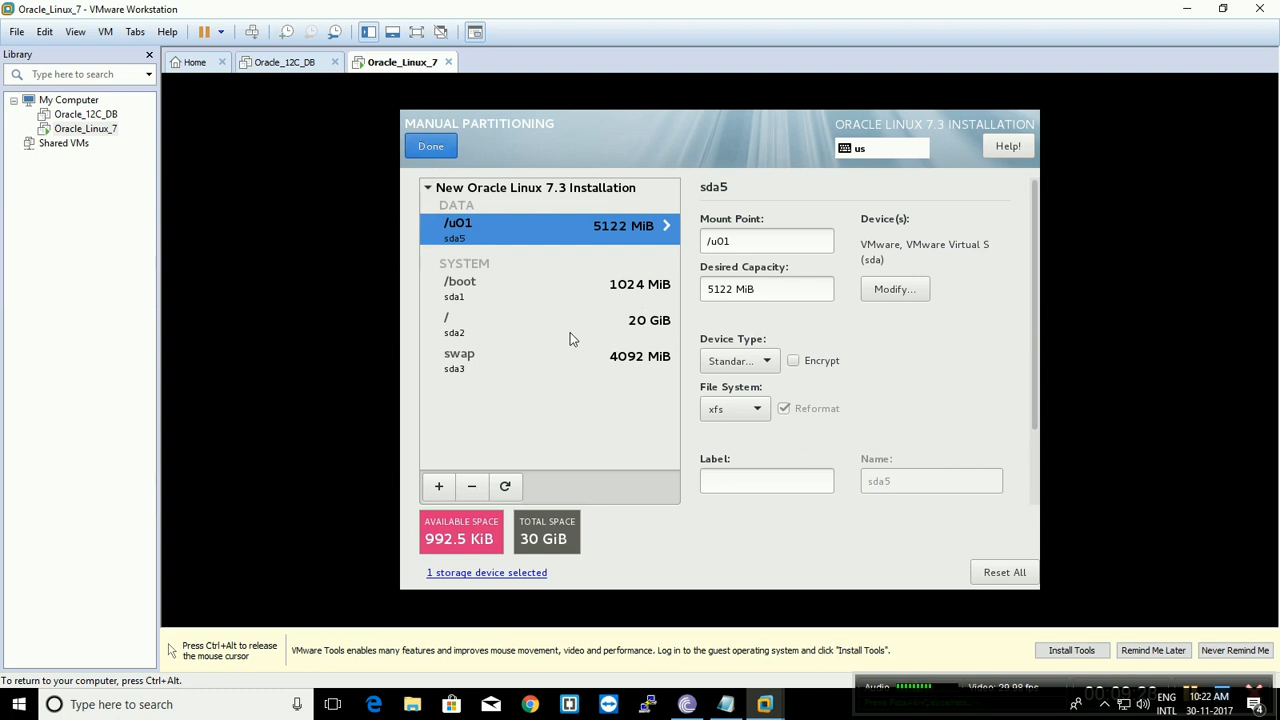 Oracle_Linux_7 - VMware Workstation
File Edit View VM Tabs Help
Library
Type here to search
My Computer
Oracle_12C_DB
Oracle_Linux_7
Shared VMs
Home
Oracle_12C_DB
Oracle_Linux_7
MANUAL PARTITIONING
Done
ORACLE LINUX 7.3 INSTALLATION
us
Help!
New Oracle Linux 7.3 Installation
DATA
/u01 5122 MiB
sda5
SYSTEM
/boot 1024 MiB
sda1
/ 20 GiB
sda2
swap 4092 MiB
sda3
+ −
AVAILABLE SPACE
992.5 KiB
TOTAL SPACE
30 GiB
1 storage device selected
sda5
Mount Point:
/u01
Device(s):
VMware, VMware Virtual S
(sda)
Desired Capacity:
5122 MiB
Modify...
Device Type:
Standar... Encrypt
File System:
xfs Reformat
Label:
Name:
sda5
Reset All
Press Ctrl+Alt to release
the mouse cursor
VMware Tools enables many features and improves mouse movement, video and performance. Log in to the guest operating system and click "Install Tools".
Install Tools
Remind Me Later
Never Remind Me
To return to your computer, press Ctrl+Alt.
Type here to search
Audio Video: 29.98 fps
ENG
INTL
10:22 AM
30-11-2017